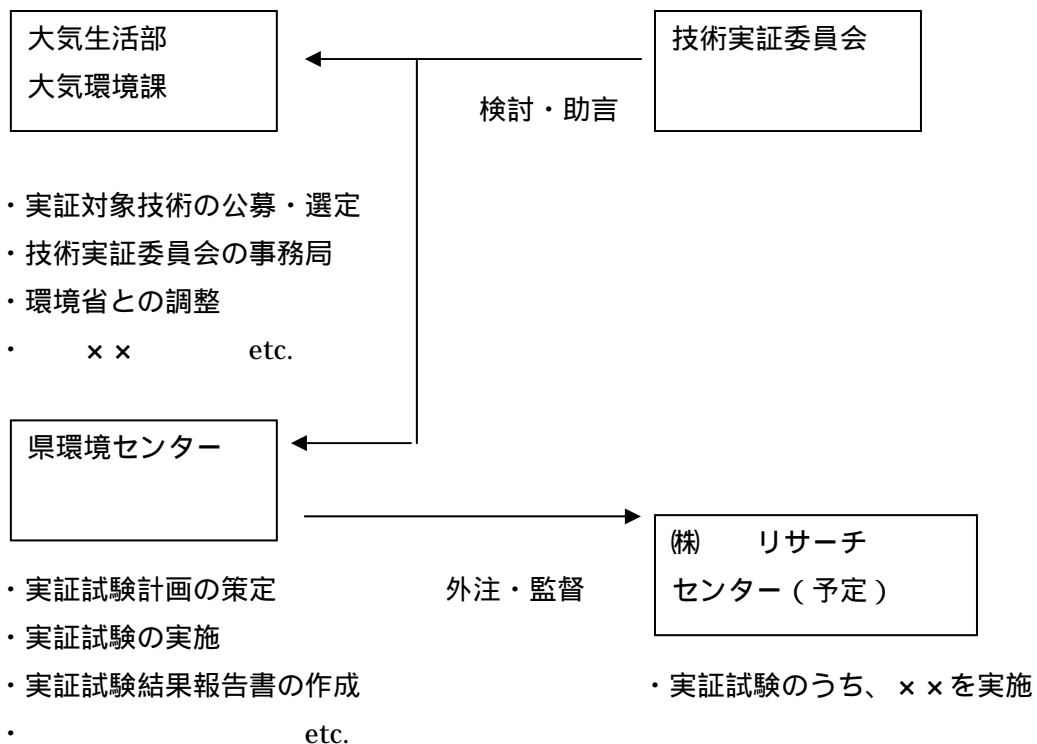 大気生活部
大気環境課
技術実証委員会
検討・助言
・実証対象技術の公募・選定
・技術実証委員会の事務局
・環境省との調整
・　　××　　　　etc.
県環境センター
・実証試験計画の策定
・実証試験の実施
・実証試験結果報告書の作成
・　　　　　　　　etc.
外注・監督
㈱　　リサーチ
センター（予定）
・実証試験のうち、××を実施